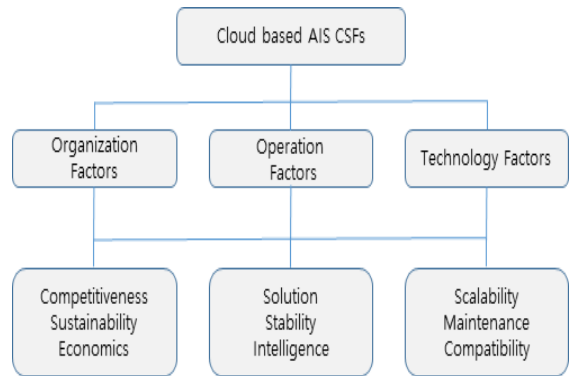 Cloud based AIS CSFs
Organization
Factors
Operation
Factors
Technology Factors
Competitiveness
Sustainability
Economics
Solution
Stability
Intelligence
Scalability
Maintenance
Compatibility